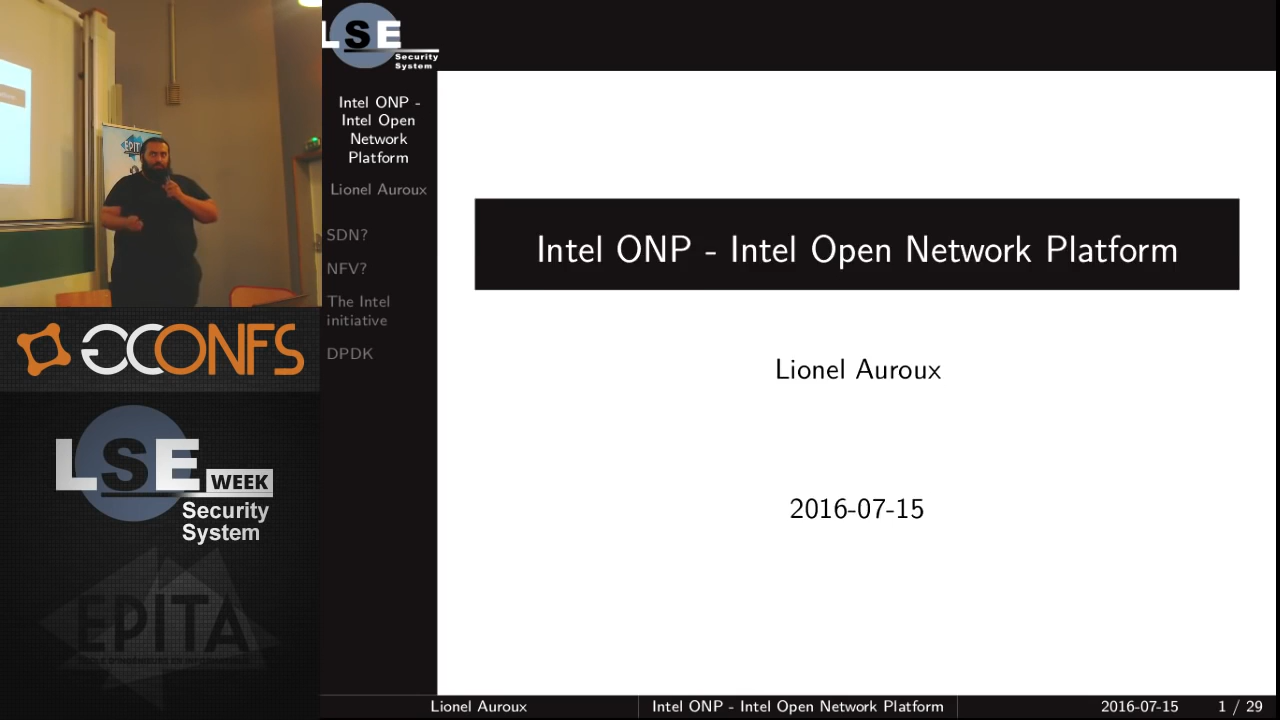 LSE
Security
System
Intel ONP -
Intel Open
Network
Platform
Lionel Auroux
SDN?
NFV?
The Intel
initiative
DPDK
Intel ONP - Intel Open Network Platform
Lionel Auroux
2016-07-15
EPIT
GCONFS
LSE WEEK
Security
System
EPITA
Lionel Auroux
Intel ONP - Intel Open Network Platform
2016-07-15
1 / 29